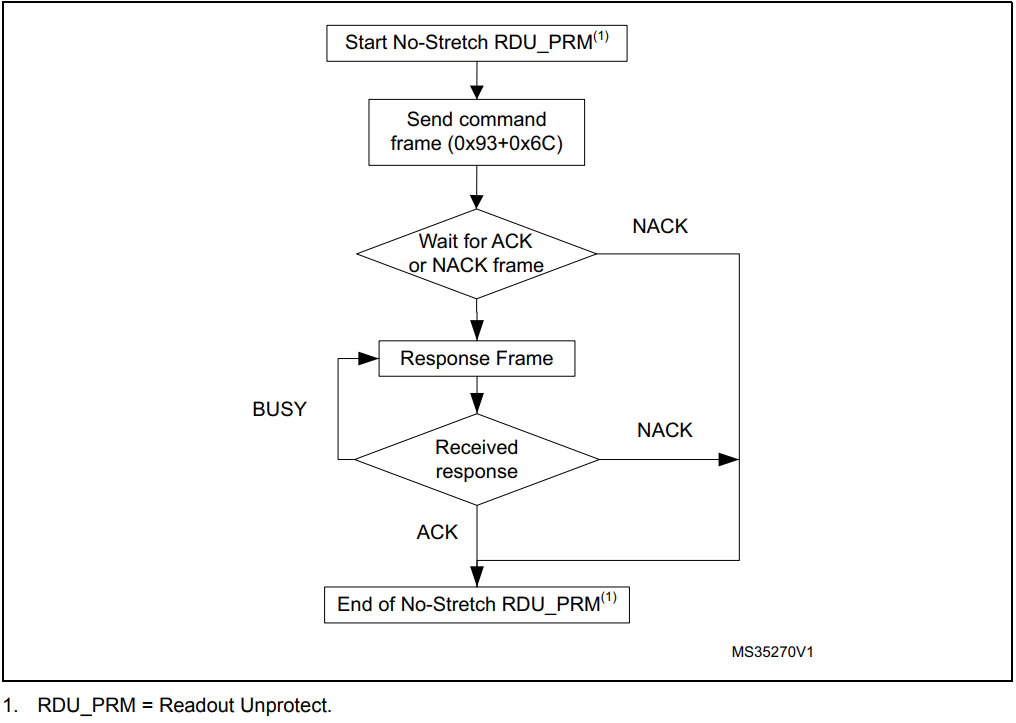 Start No-Stretch RDU_PRM(1)
Send command
frame (0x93+0x6C)
Wait for ACK
or NACK frame
NACK
Response Frame
BUSY
NACK
Received
response
ACK
End of No-Stretch RDU_PRM(1)
MS35270V1
1. RDU_PRM = Readout Unprotect.